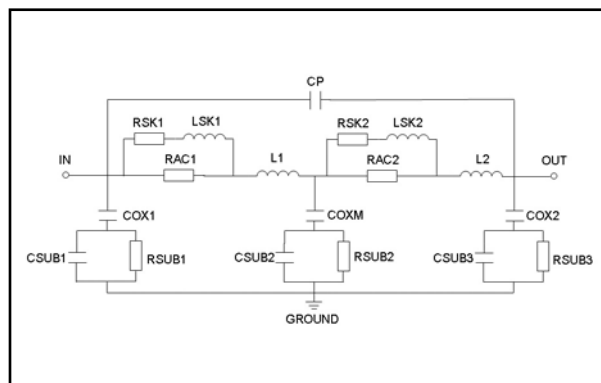 CP
RSK1 LSK1 RSK2 LSK2
IN RAC1 L1 RAC2 L2 OUT
COX1 COXM COX2
CSUB1 RSUB1 CSUB2 RSUB2 CSUB3 RSUB3
GROUND